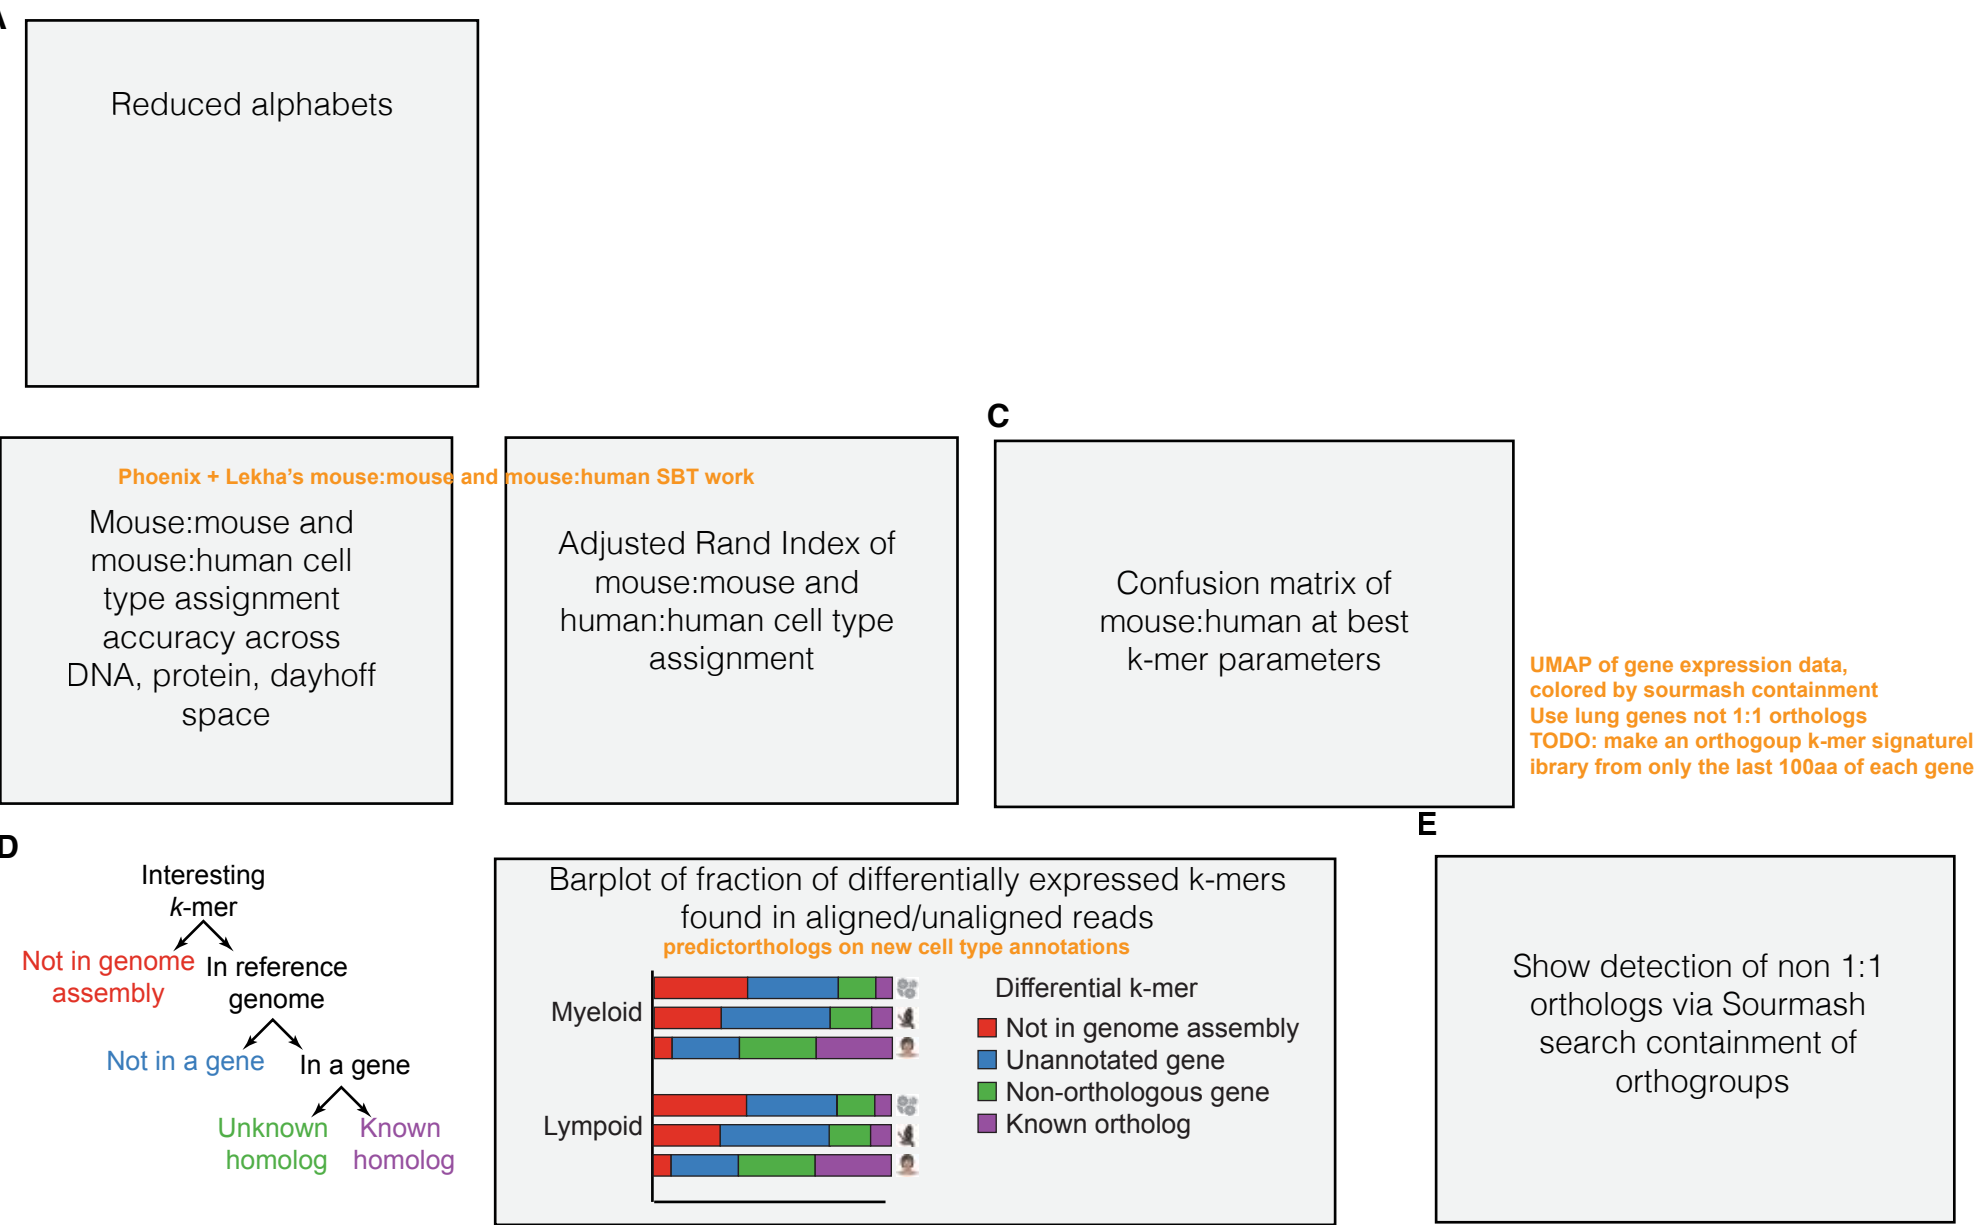 A
Reduced alphabets
Phoenix + Lekha's mouse:mouse and mouse:human SBT work
Mouse:mouse and
mouse:human cell
type assignment
accuracy across
DNA, protein, dayhoff
space
Adjusted Rand Index of
mouse:mouse and
human:human cell type
assignment
C
Confusion matrix of
mouse:human at best
k-mer parameters
UMAP of gene expression data,
colored by sourmash containment
Use lung genes not 1:1 orthologs
TODO: make an orthogoup k-mer signaturel
ibrary from only the last 100aa of each gene
D
Interesting
k-mer
Not in genome
assembly
In reference
genome
Not in a gene
In a gene
Unknown
homolog
Known
homolog
Barplot of fraction of differentially expressed k-mers
found in aligned/unaligned reads
predictorthologs on new cell type annotations
Myeloid
Lympoid
Differential k-mer
Not in genome assembly
Unannotated gene
Non-orthologous gene
Known ortholog
E
Show detection of non 1:1
orthologs via Sourmash
search containment of
orthogroups